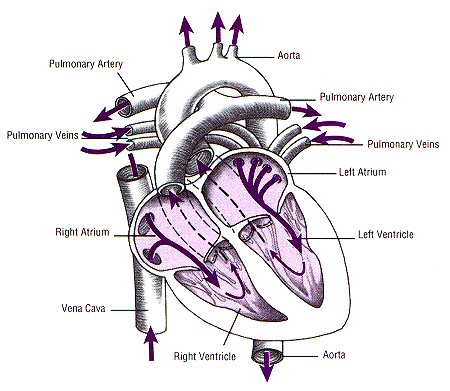 Aorta
Pulmonary Artery
Pulmonary Artery
Pulmonary Veins
Pulmonary Veins
Left Atrium
Right Atrium
Left Ventricle
Vena Cava
Right Ventricle
Aorta